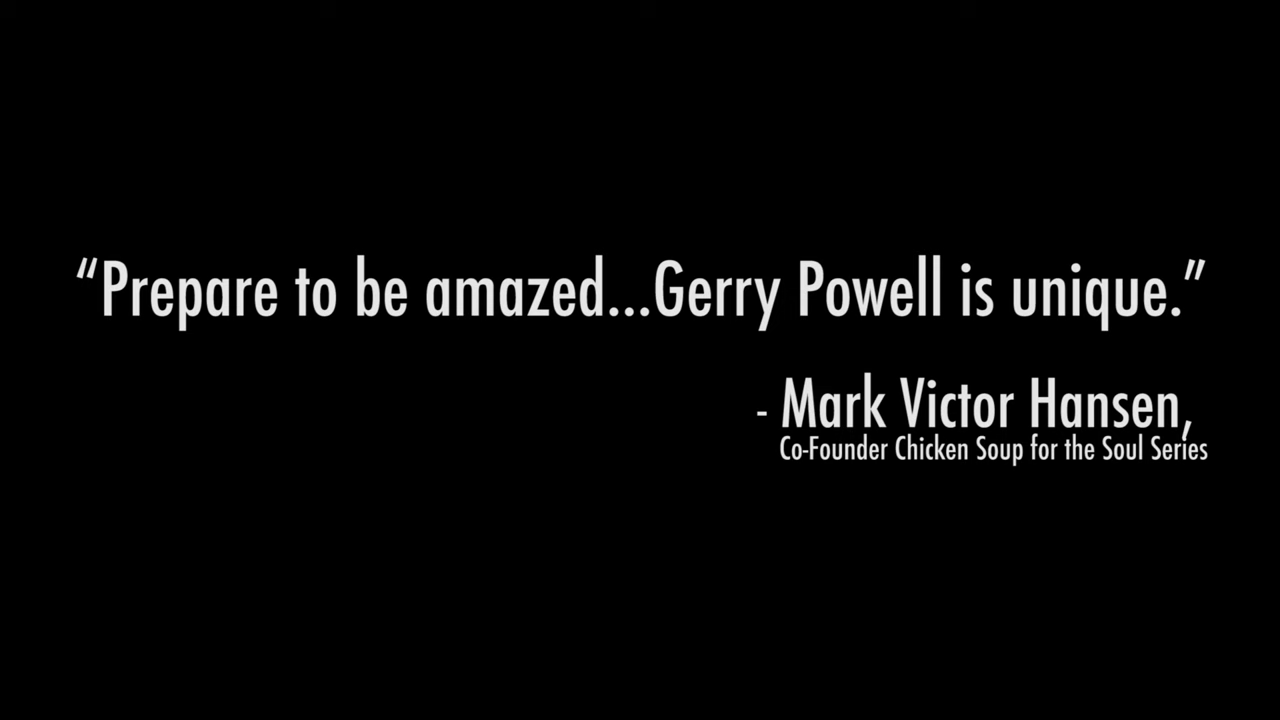 “Prepare to be amazed...Gerry Powell is unique.”
- Mark Victor Hansen,
Co-Founder Chicken Soup for the Soul Series